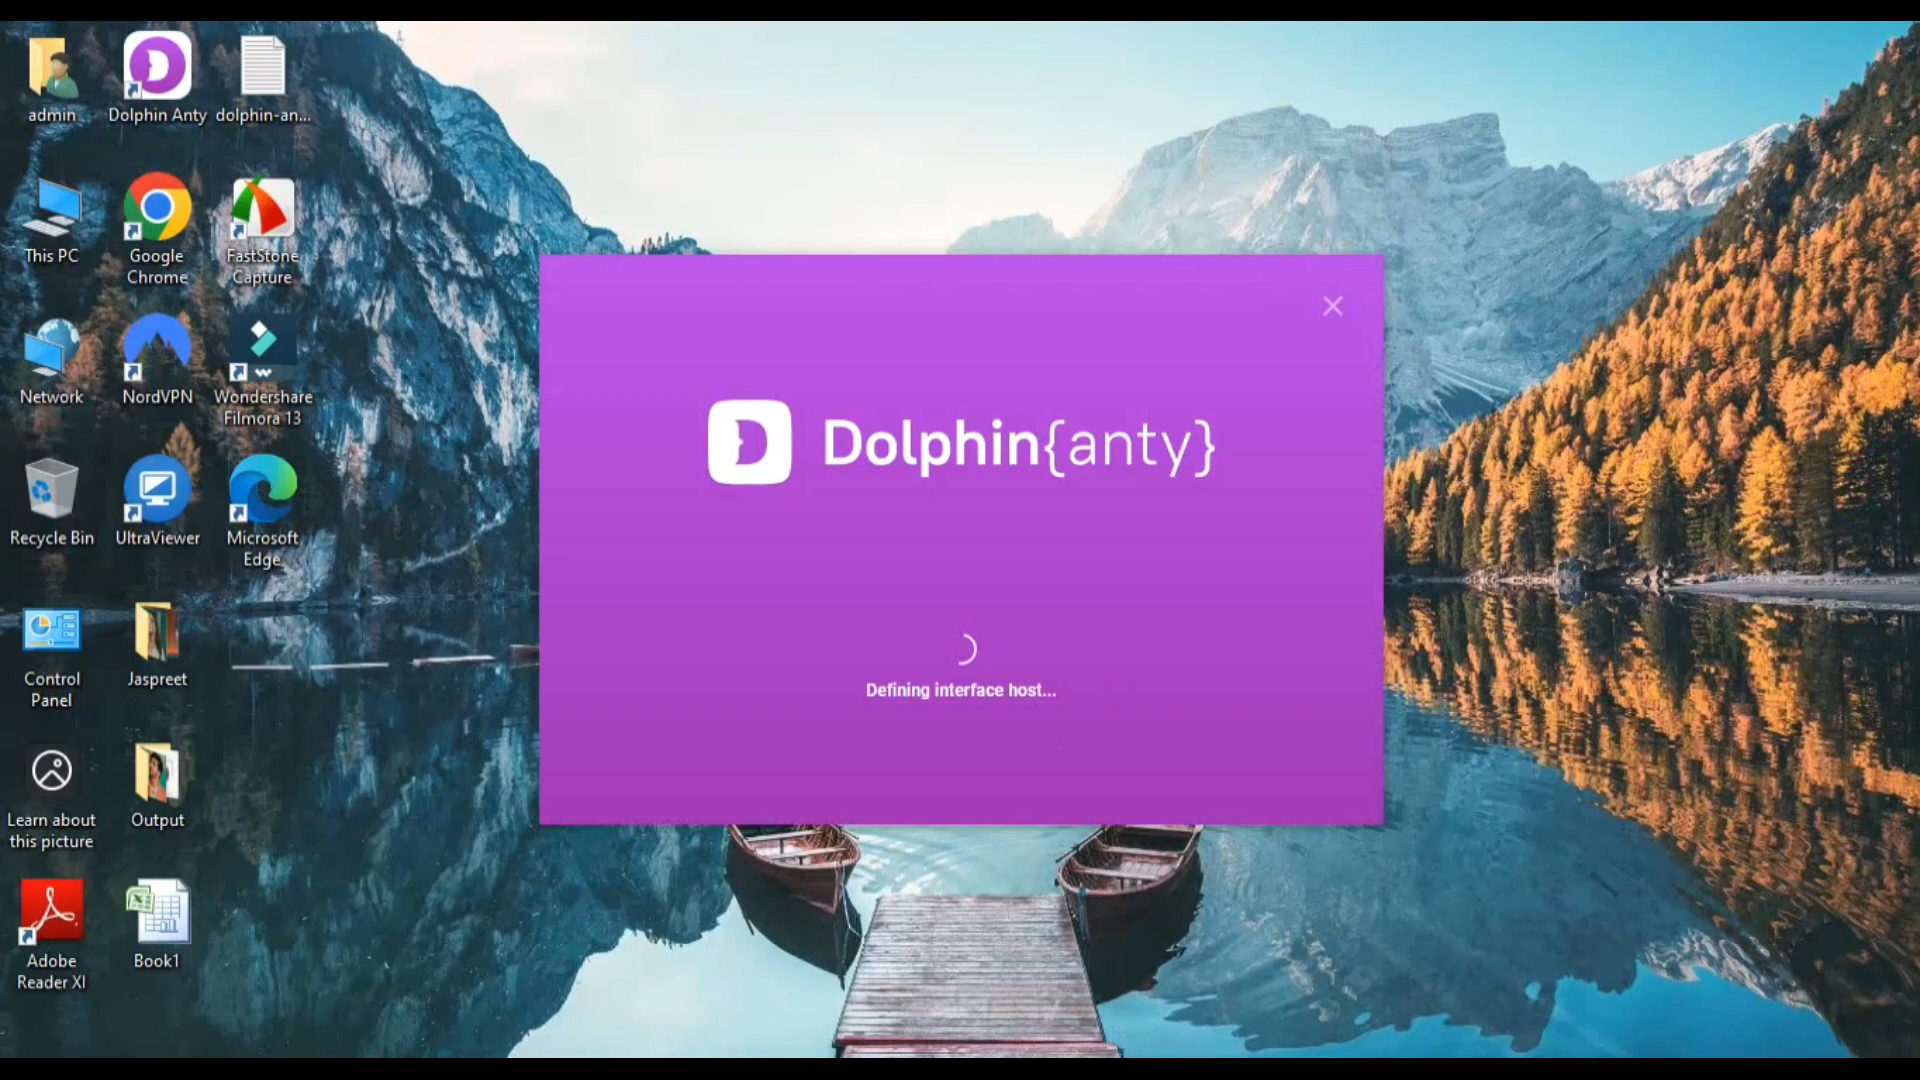 admin
Dolphin Anty
dolphin-an...
This PC
Google
Chrome
FastStone
Capture
Network
NordVPN
Wondershare
Filmora 13
Recycle Bin
UltraViewer
Microsoft
Edge
Control
Panel
Jaspreet
Learn about
this picture
Output
Adobe
Reader XI
Book1
Dolphin{anty}
Defining interface host...